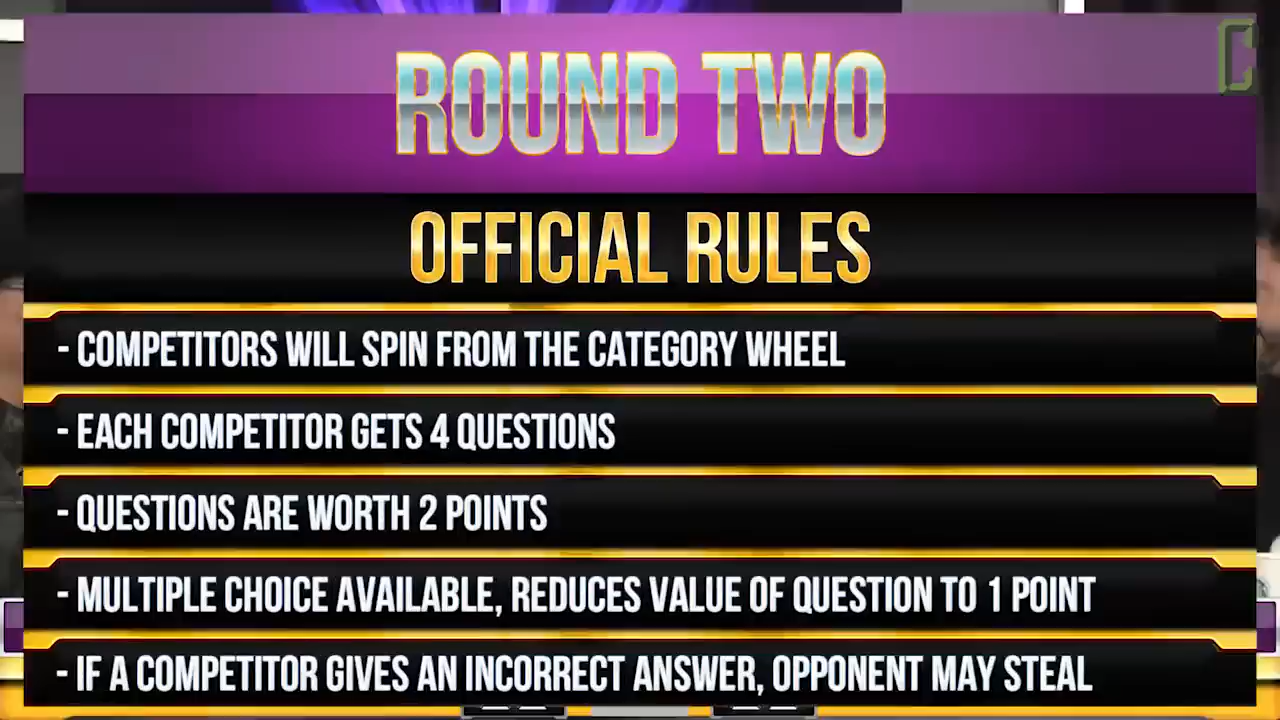 ROUND TWO
OFFICIAL RULES
- COMPETITORS WILL SPIN FROM THE CATEGORY WHEEL
- EACH COMPETITOR GETS 4 QUESTIONS
- QUESTIONS ARE WORTH 2 POINTS
- MULTIPLE CHOICE AVAILABLE, REDUCES VALUE OF QUESTION TO 1 POINT
- IF A COMPETITOR GIVES AN INCORRECT ANSWER, OPPONENT MAY STEAL